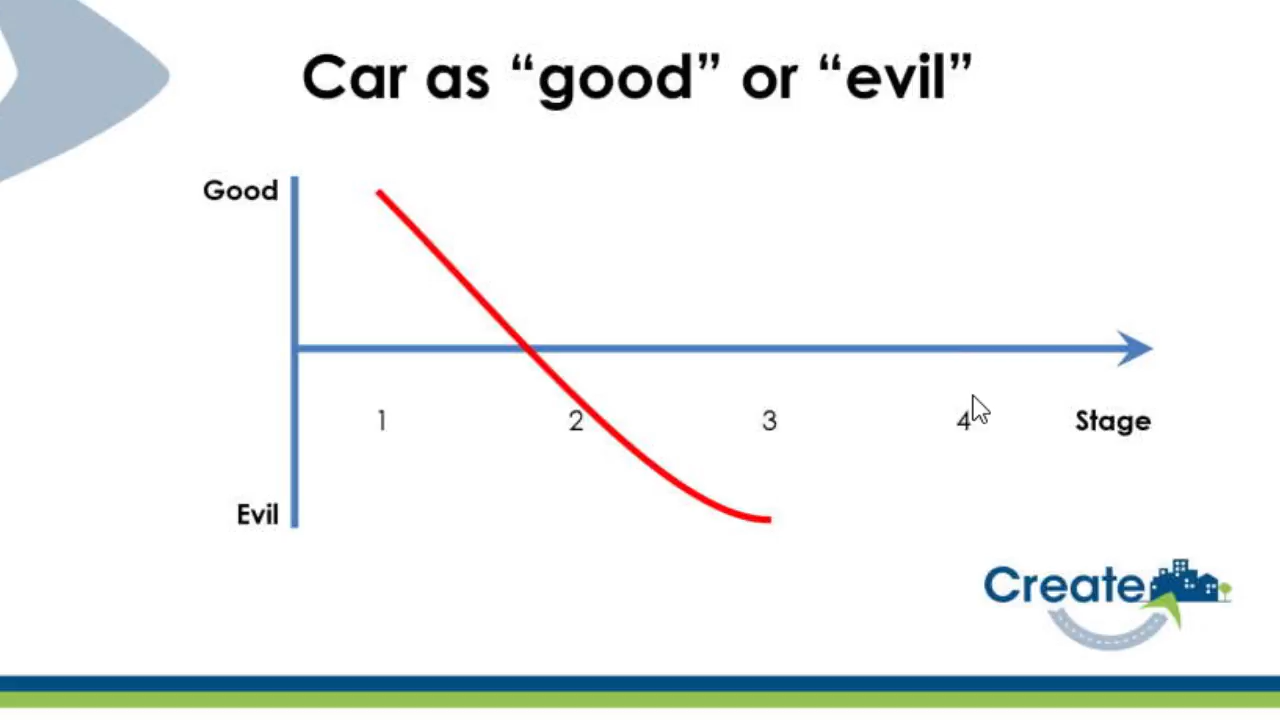 Car as “good” or “evil”
Good
1 2 3 4 Stage
Evil
Create